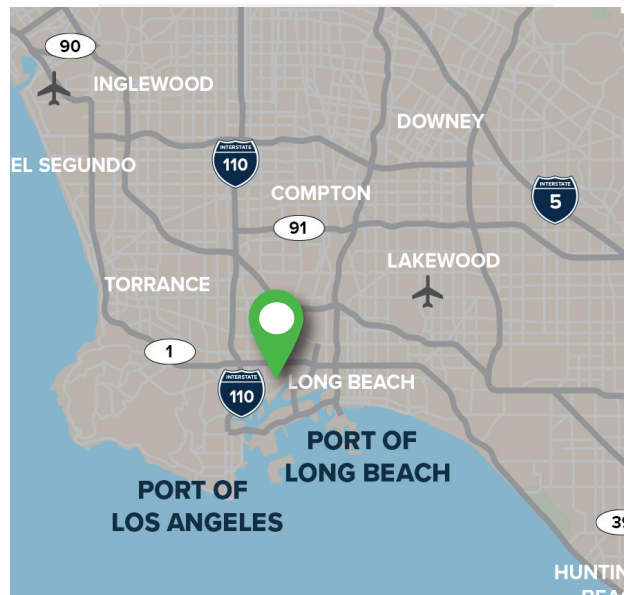 90
INGLEWOOD
DOWNEY
INTERSTATE
110
EL SEGUNDO
COMPTON
INTERSTATE
5
91
LAKEWOOD
TORRANCE
1
INTERSTATE
110
LONG BEACH
PORT OF
LONG BEACH
PORT OF
LOS ANGELES